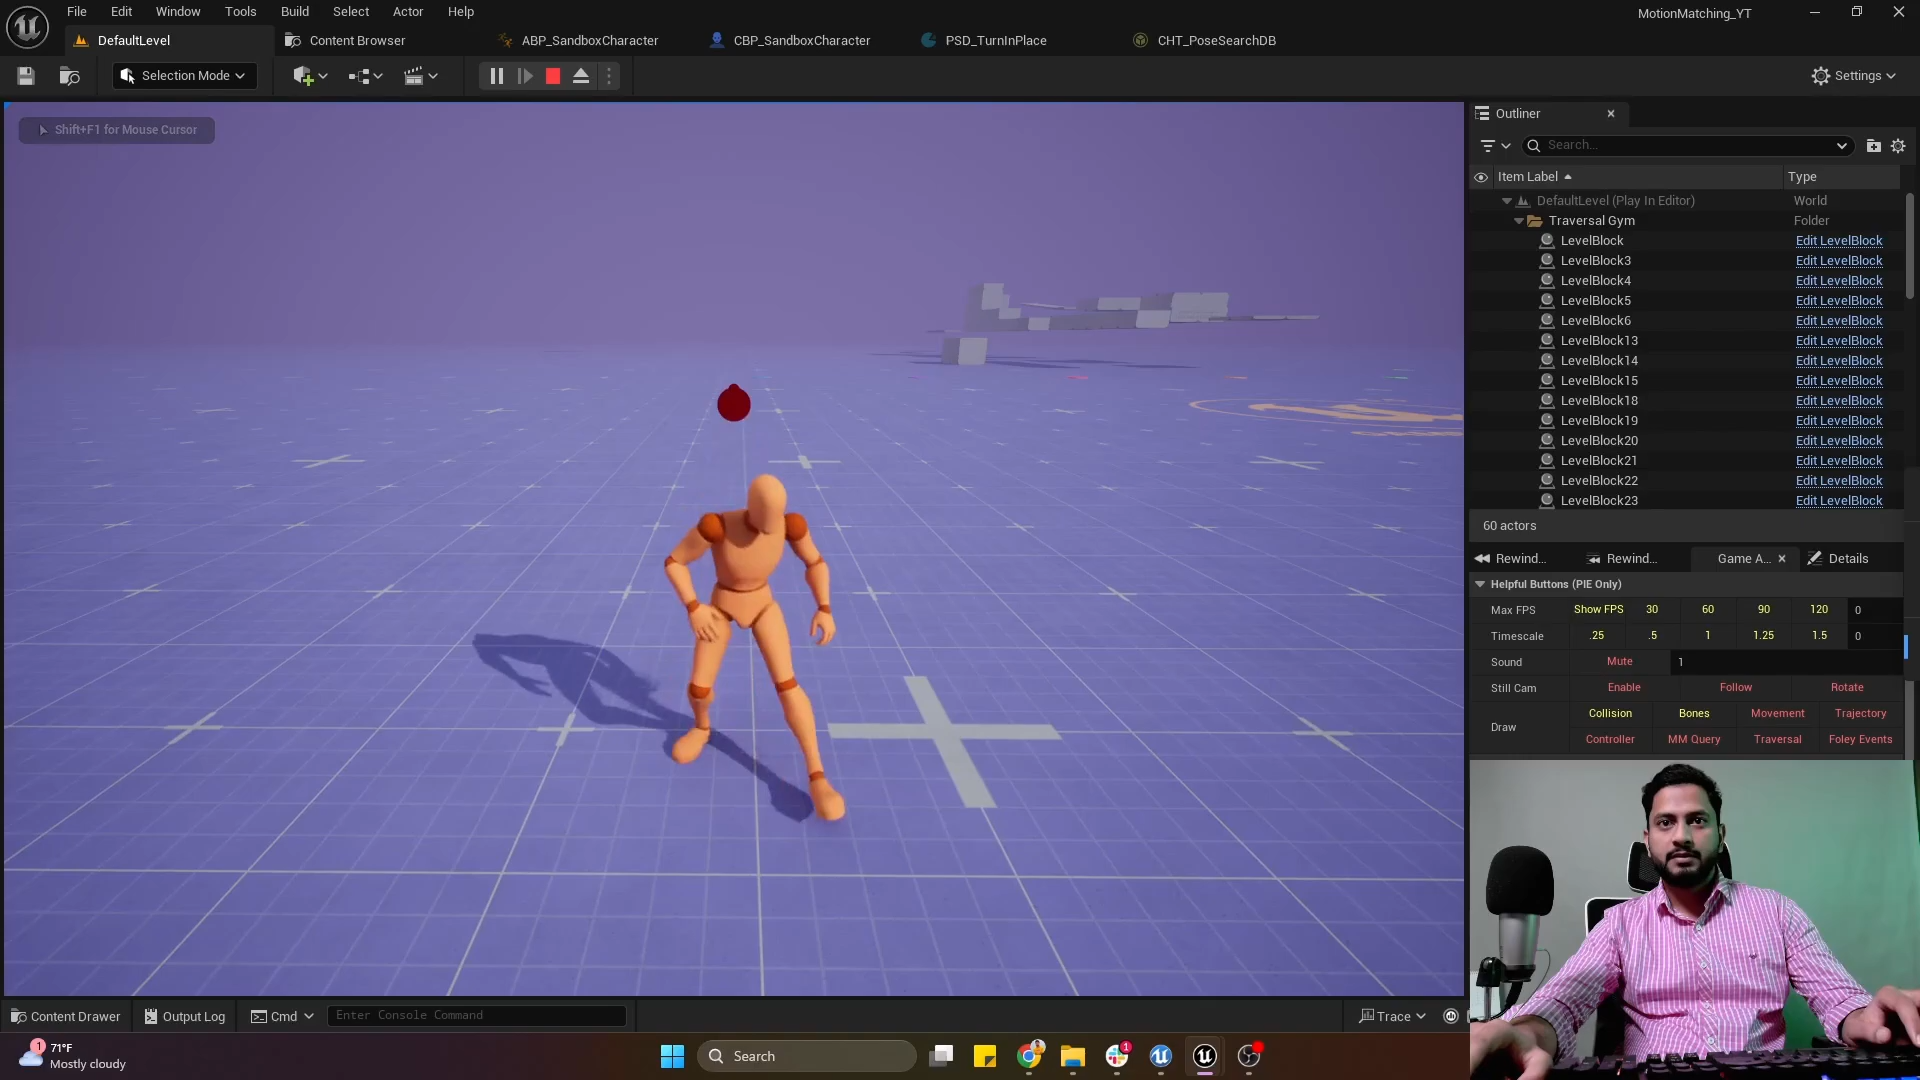 File Edit Window Tools Build Select Actor Help
MotionMatching_YT
DefaultLevel
Content Browser
ABP_SandboxCharacter
CBP_SandboxCharacter
PSD_TurnInPlace
CHT_PoseSearchDB
Selection Mode
Settings
Shift+F1 for Mouse Cursor
Outliner
Search...
Item Label Type
DefaultLevel (Play In Editor) World
Traversal Gym Folder
LevelBlock Edit LevelBlock
LevelBlock3 Edit LevelBlock
LevelBlock4 Edit LevelBlock
LevelBlock5 Edit LevelBlock
LevelBlock6 Edit LevelBlock
LevelBlock13 Edit LevelBlock
LevelBlock14 Edit LevelBlock
LevelBlock15 Edit LevelBlock
LevelBlock18 Edit LevelBlock
LevelBlock19 Edit LevelBlock
LevelBlock20 Edit LevelBlock
LevelBlock21 Edit LevelBlock
LevelBlock22 Edit LevelBlock
LevelBlock23 Edit LevelBlock
60 actors
Rewind... Rewind... Game A... Details
Helpful Buttons (PIE Only)
Max FPS Show FPS 30 60 90 120 0
Timescale .25 .5 1 1.25 1.5 0
Sound Mute 1
Still Cam Enable Follow Rotate
Draw Collision Bones Movement Trajectory
Controller MM Query Traversal Foley Events
Content Drawer Output Log Cmd Enter Console Command Trace
1
71°F
Mostly cloudy
Search
1